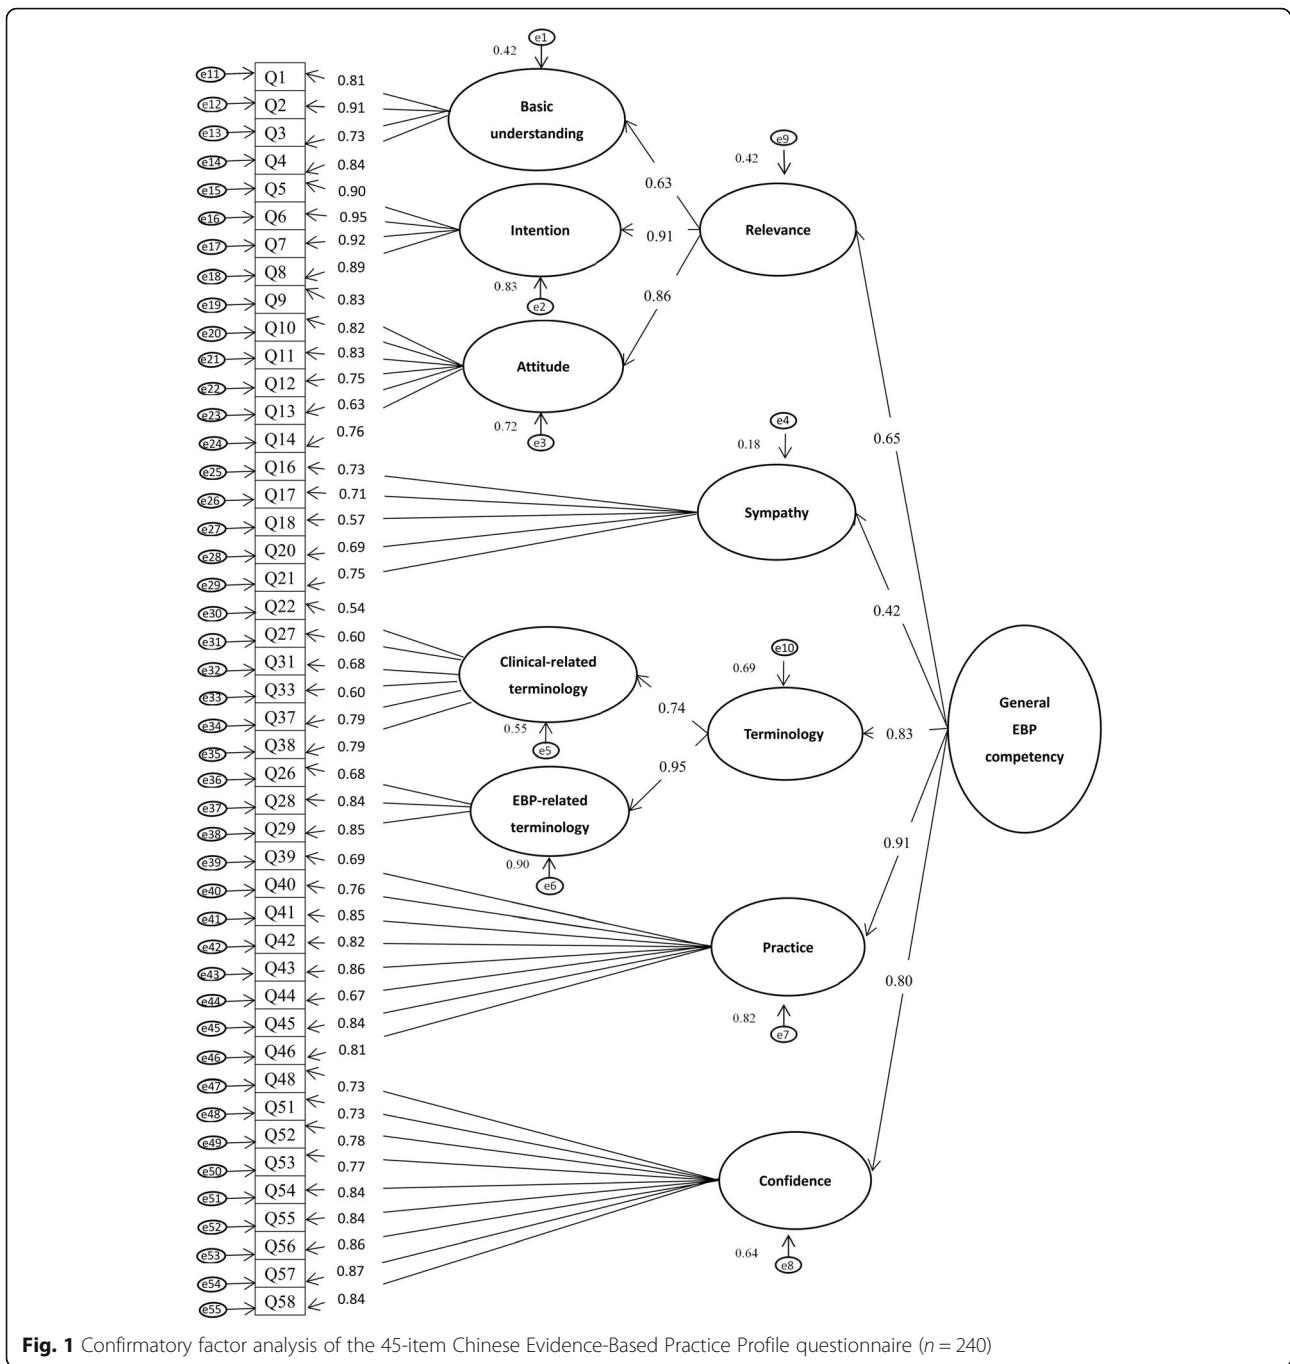 e1
0.42
Basic
understanding
e11 Q1 0.81
e12 Q2 0.91
e13 Q3 0.73
e14 Q4 0.84
e15 Q5 0.90
e16 Q6 0.95
e17 Q7 0.92
e18 Q8 0.89
e19 Q9 0.83
e20 Q10 0.82
e21 Q11 0.83
e22 Q12 0.75
e23 Q13 0.63
e24 Q14 0.76
e25 Q16 0.73
e26 Q17 0.71
e27 Q18 0.57
e28 Q20 0.69
e29 Q21 0.75
e30 Q22 0.54
e31 Q27 0.60
e32 Q31 0.68
e33 Q33 0.60
e34 Q37 0.79
e35 Q38 0.79
e36 Q26 0.68
e37 Q28 0.84
e38 Q29 0.85
e39 Q39 0.69
e40 Q40 0.76
e41 Q41 0.85
e42 Q42 0.82
e43 Q43 0.86
e44 Q44 0.67
e45 Q45 0.84
e46 Q46 0.81
e47 Q48 0.73
e48 Q51 0.73
e49 Q52 0.78
e50 Q53 0.77
e51 Q54 0.84
e52 Q55 0.84
e53 Q56 0.86
e54 Q57 0.87
e55 Q58 0.84
Intention
0.83
e2
Attitude
0.72
e3
0.63
0.91
0.86
e9
0.42
Relevance
e4
0.18
Sympathy
Clinical-related
terminology
0.55
e5
EBP-related
terminology
0.90
e6
0.74
0.95
e10
0.69
Terminology
Practice
0.82
e7
Confidence
0.64
e8
0.65
0.42
0.83
0.91
0.80
General
EBP
competency
Fig. 1 Confirmatory factor analysis of the 45-item Chinese Evidence-Based Practice Profile questionnaire (n = 240)